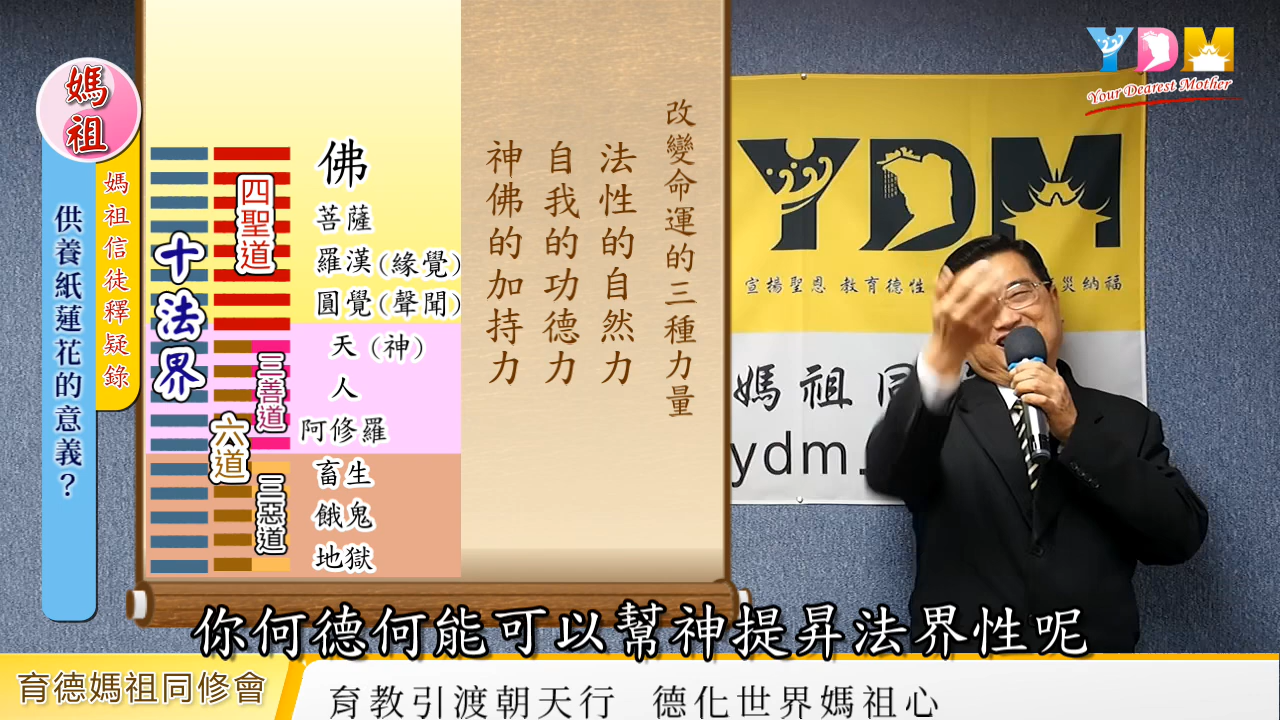 媽祖
媽祖信徒釋疑錄
供養紙蓮花的意義？
十法界
四聖道
六道
三善道
三惡道
佛
菩薩
羅漢(緣覺)
圓覺(聲聞)
天(神)
人
阿修羅
畜生
餓鬼
地獄
改變命運的三種力量
法性的自然力
自我的功德力
神佛的加持力
YDM
Your Dearest Mother
YDM
宣揚聖恩 教育德性 災納福
媽祖同
ydm.
你何德何能可以幫神提昇法界性呢
育德媽祖同修會
育教引渡朝天行 德化世界媽祖心